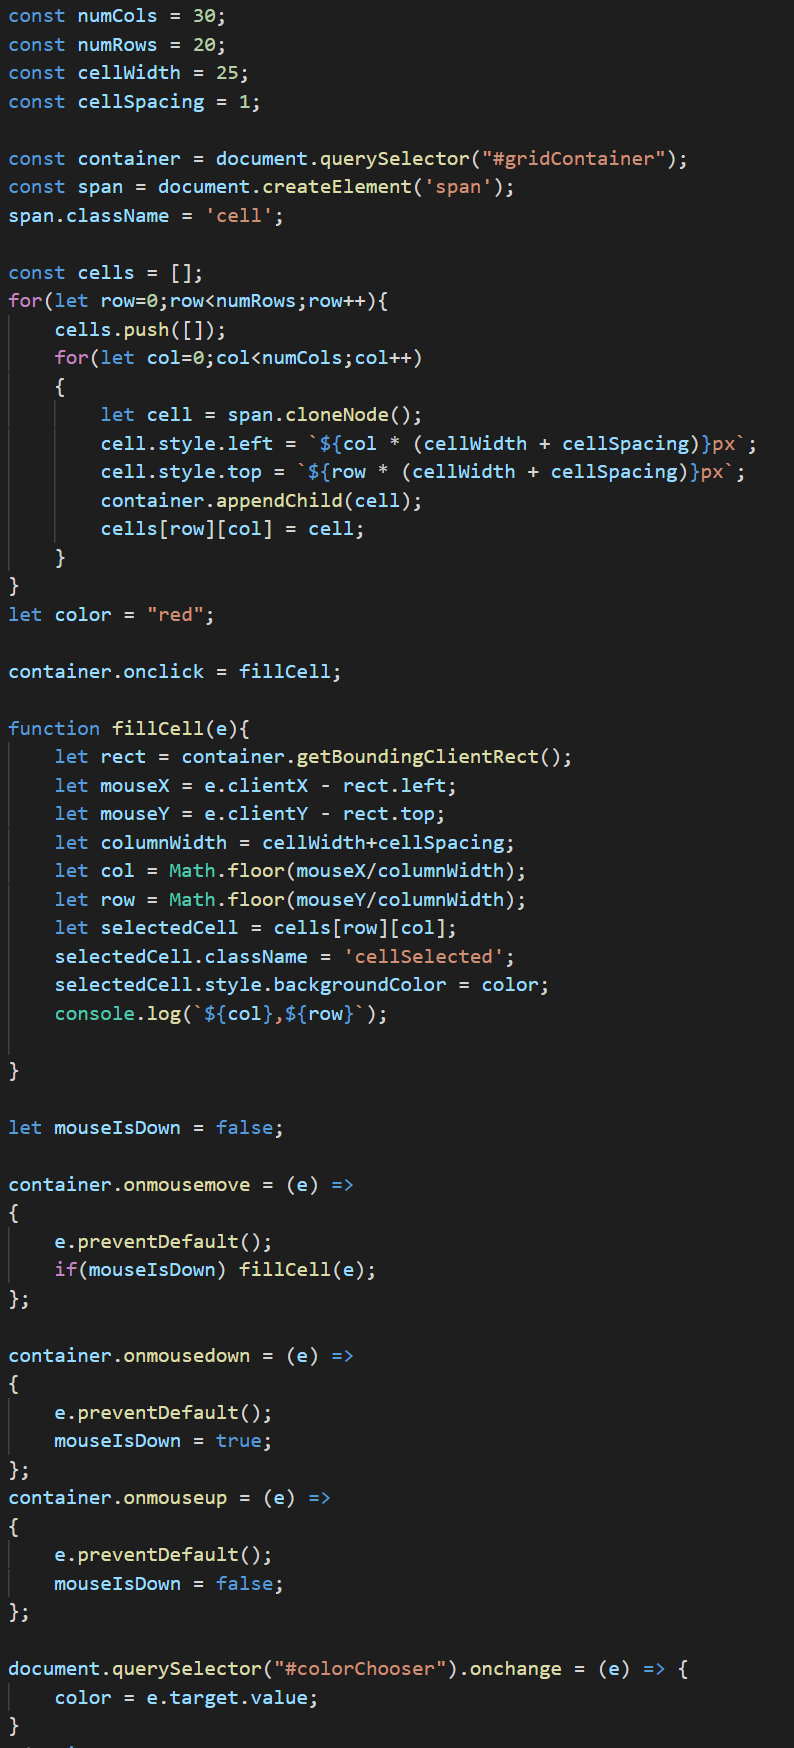 const numCols = 30;
const numRows = 20;
const cellWidth = 25;
const cellSpacing = 1;

const container = document.querySelector("#gridContainer");
const span = document.createElement('span');
span.className = 'cell';

const cells = [];
for(let row=0;row<numRows;row++){
    cells.push([]);
    for(let col=0;col<numCols;col++)
    {
        let cell = span.cloneNode();
        cell.style.left = `${col * (cellWidth + cellSpacing)}px`;
        cell.style.top = `${row * (cellWidth + cellSpacing)}px`;
        container.appendChild(cell);
        cells[row][col] = cell;
    }
}
let color = "red";

container.onclick = fillCell;

function fillCell(e){
    let rect = container.getBoundingClientRect();
    let mouseX = e.clientX - rect.left;
    let mouseY = e.clientY - rect.top;
    let columnWidth = cellWidth+cellSpacing;
    let col = Math.floor(mouseX/columnWidth);
    let row = Math.floor(mouseY/columnWidth);
    let selectedCell = cells[row][col];
    selectedCell.className = 'cellSelected';
    selectedCell.style.backgroundColor = color;
    console.log(`${col},${row}`);

}

let mouseIsDown = false;

container.onmousemove = (e) =>
{
    e.preventDefault();
    if(mouseIsDown) fillCell(e);
};

container.onmousedown = (e) =>
{
    e.preventDefault();
    mouseIsDown = true;
};
container.onmouseup = (e) =>
{
    e.preventDefault();
    mouseIsDown = false;
};

document.querySelector("#colorChooser").onchange = (e) => {
    color = e.target.value;
}